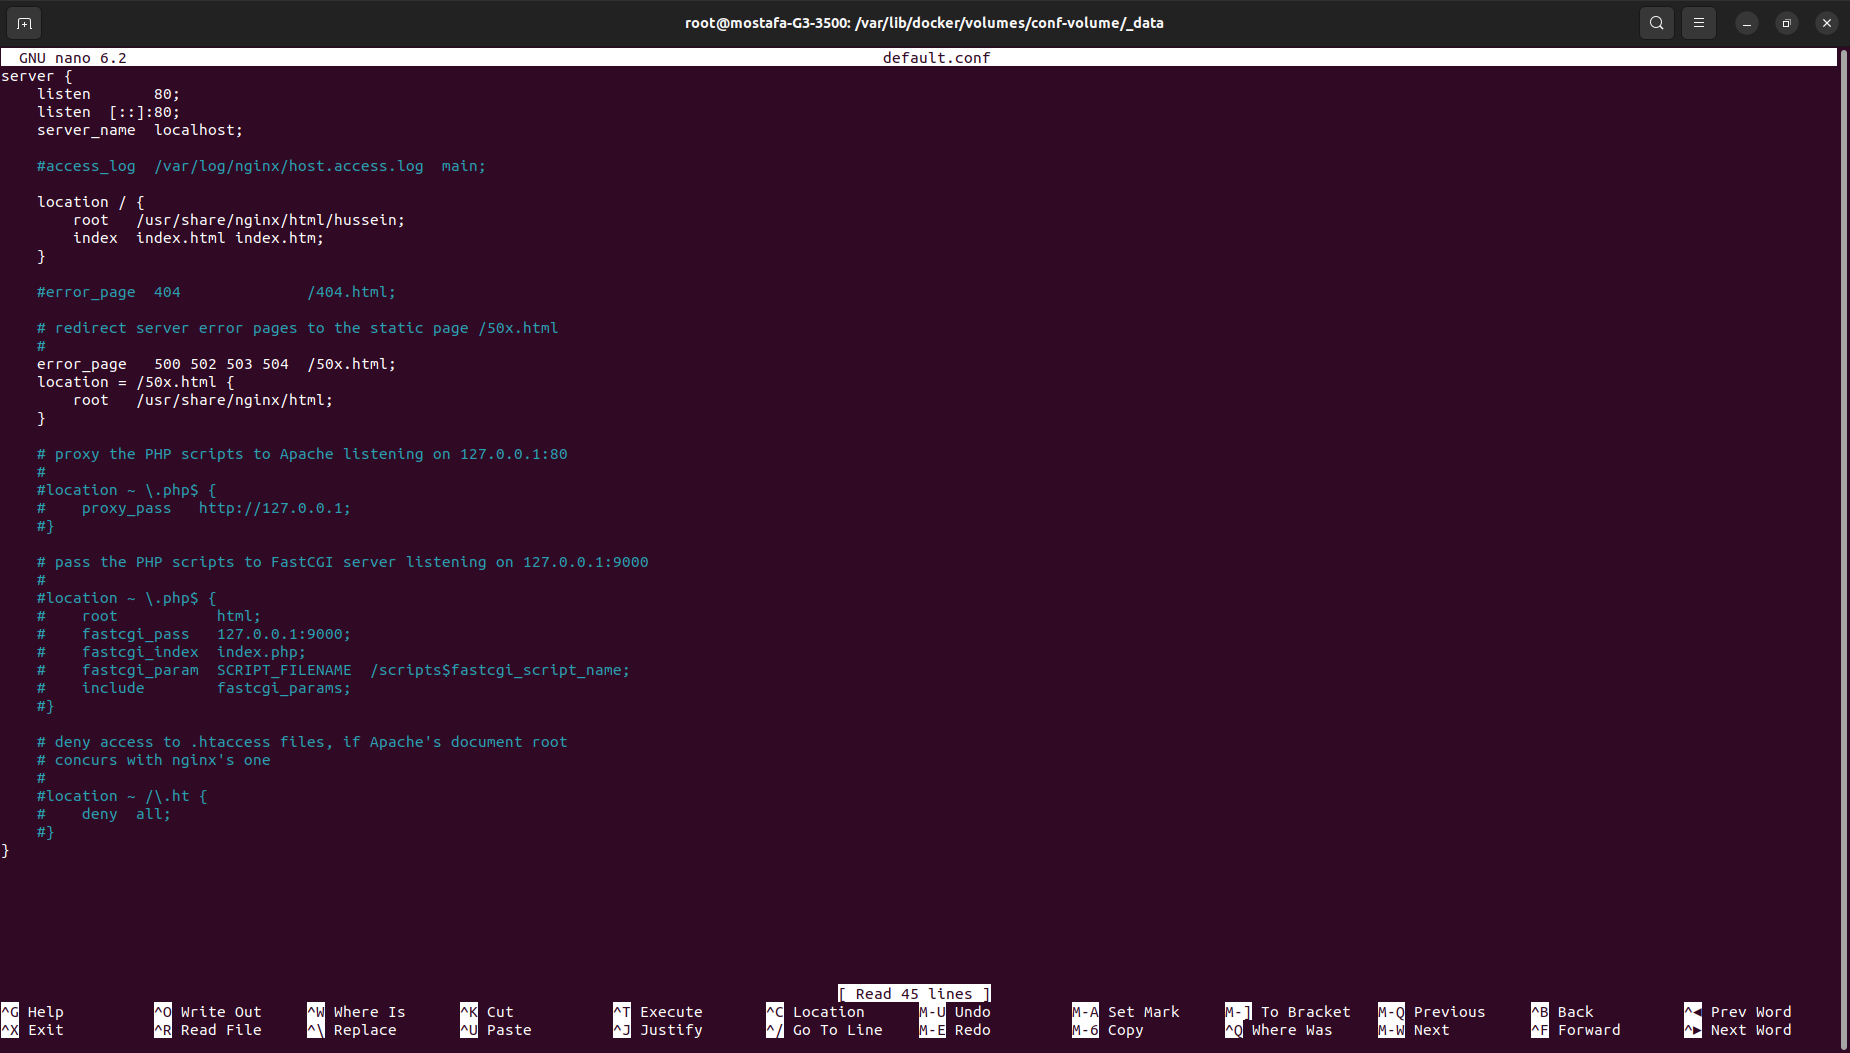 root@mostafa-G3-3500: /var/lib/docker/volumes/conf-volume/_data
GNU nano 6.2 default.conf
server {
    listen       80;
    listen  [::]:80;
    server_name  localhost;

    #access_log  /var/log/nginx/host.access.log  main;

    location / {
        root   /usr/share/nginx/html/hussein;
        index  index.html index.htm;
    }

    #error_page  404              /404.html;

    # redirect server error pages to the static page /50x.html
    #
    error_page   500 502 503 504  /50x.html;
    location = /50x.html {
        root   /usr/share/nginx/html;
    }

    # proxy the PHP scripts to Apache listening on 127.0.0.1:80
    #
    #location ~ \.php$ {
    #    proxy_pass   http://127.0.0.1;
    #}

    # pass the PHP scripts to FastCGI server listening on 127.0.0.1:9000
    #
    #location ~ \.php$ {
    #    root           html;
    #    fastcgi_pass   127.0.0.1:9000;
    #    fastcgi_index  index.php;
    #    fastcgi_param  SCRIPT_FILENAME  /scripts$fastcgi_script_name;
    #    include        fastcgi_params;
    #}

    # deny access to .htaccess files, if Apache's document root
    # concurs with nginx's one
    #
    #location ~ /\.ht {
    #    deny  all;
    #}
}
[ Read 45 lines ]
^G Help ^O Write Out ^W Where Is ^K Cut ^T Execute ^C Location M-U Undo M-A Set Mark M-] To Bracket M-Q Previous ^B Back ^◀ Prev Word
^X Exit ^R Read File ^\ Replace ^U Paste ^J Justify ^/ Go To Line M-E Redo M-6 Copy ^Q Where Was M-W Next ^F Forward ^▶ Next Word